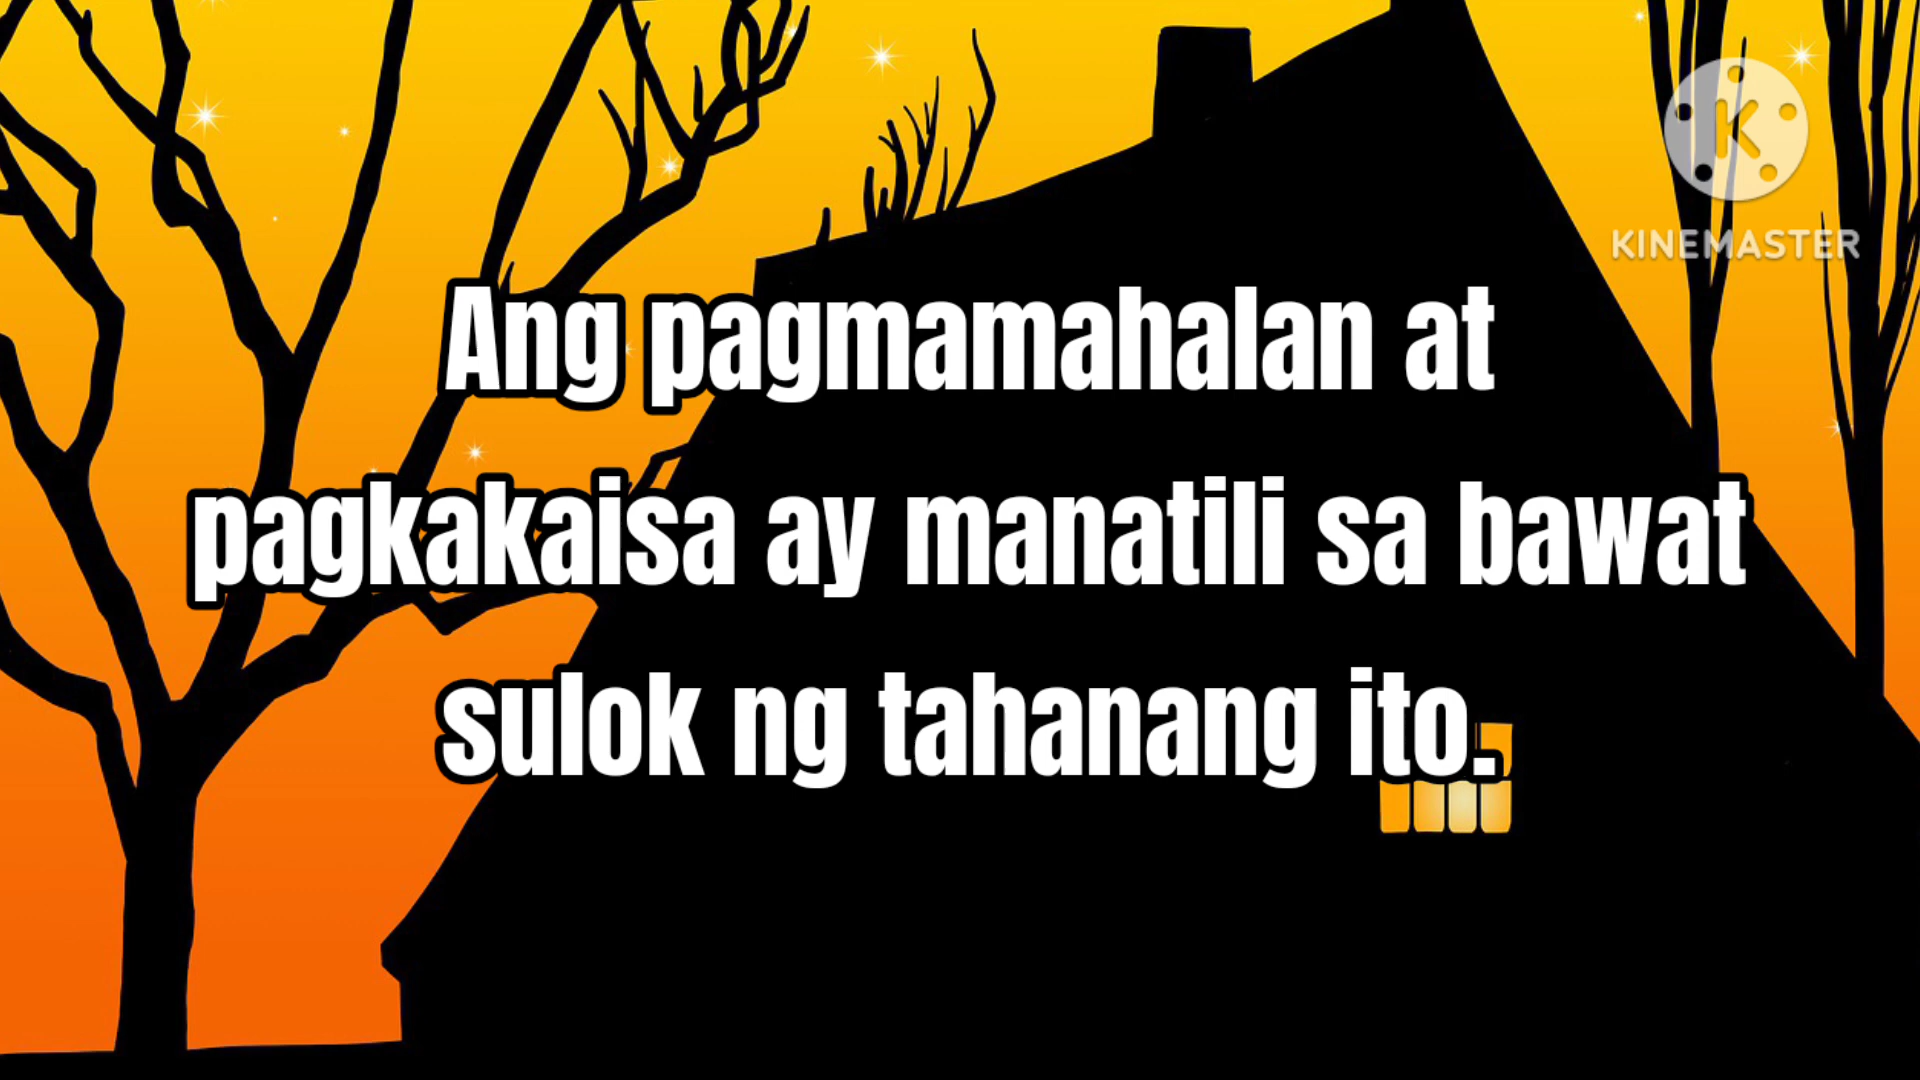 K
KINEMASTER
Ang pagmamahalan at
pagkakaisa ay manatili sa bawat
sulok ng tahanang ito.